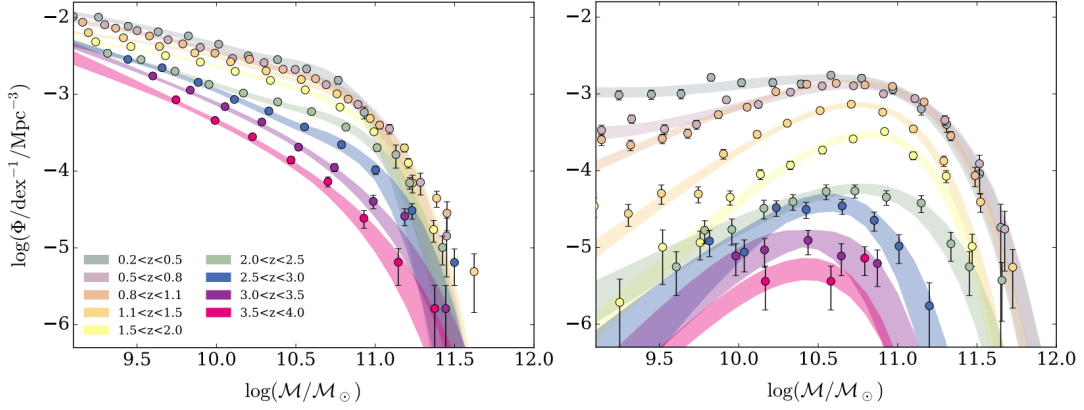 −2
−3
−4
−5
−6
log(Φ/dex⁻¹/Mpc⁻³)
0.2<z<0.5
0.5<z<0.8
0.8<z<1.1
1.1<z<1.5
1.5<z<2.0
2.0<z<2.5
2.5<z<3.0
3.0<z<3.5
3.5<z<4.0
9.5 10.0 10.5 11.0 11.5 12.0
log(ℳ/ℳ⊙)
−2
−3
−4
−5
−6
9.5 10.0 10.5 11.0 11.5 12.0
log(ℳ/ℳ⊙)